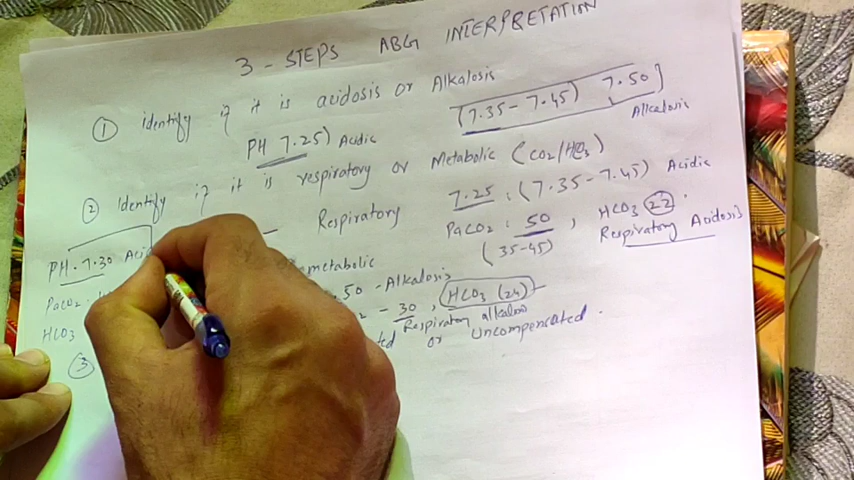 3 - STEPS ABG INTERPRETATION
① identify if it is acidosis or Alkalosis
PH 7.25) Acidic (7.35 - 7.45) 7.50]
Alkalosis
② Identify if it is respiratory or Metabolic (CO2/HCO3)
7.25, (7.35 - 7.45) Acidic
Respiratory PaCO2 : 50 , HCO3 22 .
(35-45) Respiratory Acidosis
PH . 7.30
metabolic
PaCO2
50 - Alkalosis
HCO3
- 30, HCO3 (24)
Respiratory alkalosis
③ or Uncompensated .